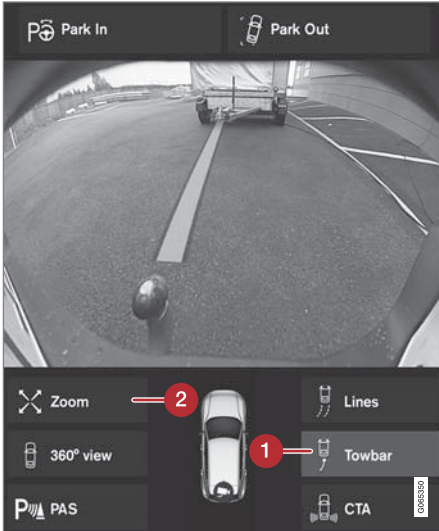 Park In
Park Out
Zoom
2
Lines
360° view
1
Towbar
PAS
CTA
G065350